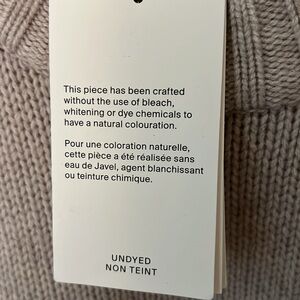 This piece has been crafted
without the use of bleach,
whitening or dye chemicals to
have a natural colouration.
Pour une coloration naturelle,
cette pièce a été réalisée sans
eau de Javel, agent blanchissant
ou teinture chimique.
UNDYED
NON TEINT